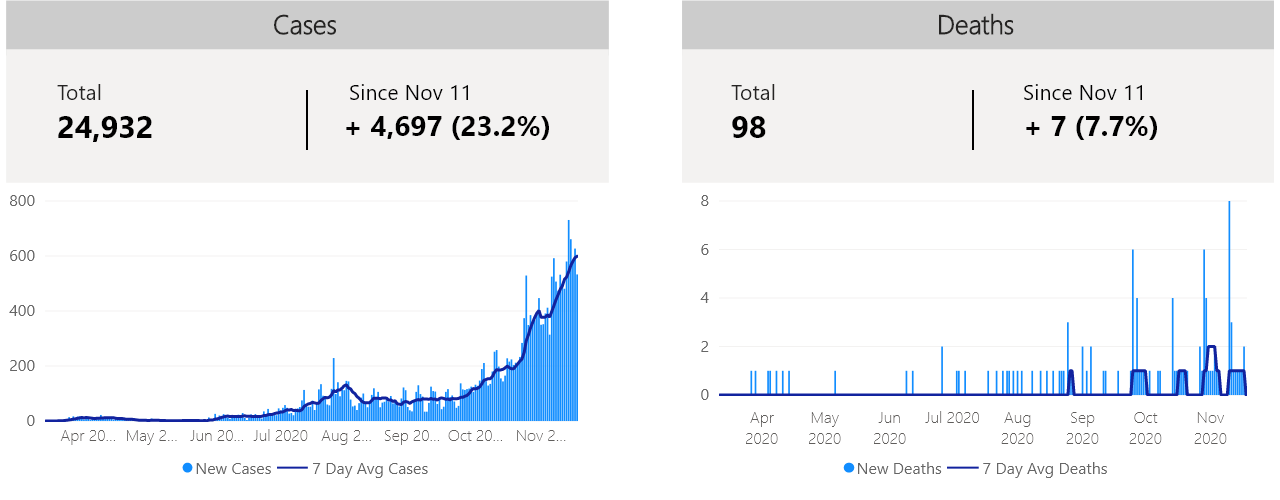 Cases
Total
24,932
Since Nov 11
+ 4,697 (23.2%)
800
600
400
200
0
Apr 20...
May 2...
Jun 20...
Jul 2020
Aug 2...
Sep 20...
Oct 20...
Nov 2...
New Cases
7 Day Avg Cases
Deaths
Total
98
Since Nov 11
+ 7 (7.7%)
8
6
4
2
0
Apr
2020
May
2020
Jun
2020
Jul 2020
Aug
2020
Sep
2020
Oct
2020
Nov
2020
New Deaths
7 Day Avg Deaths